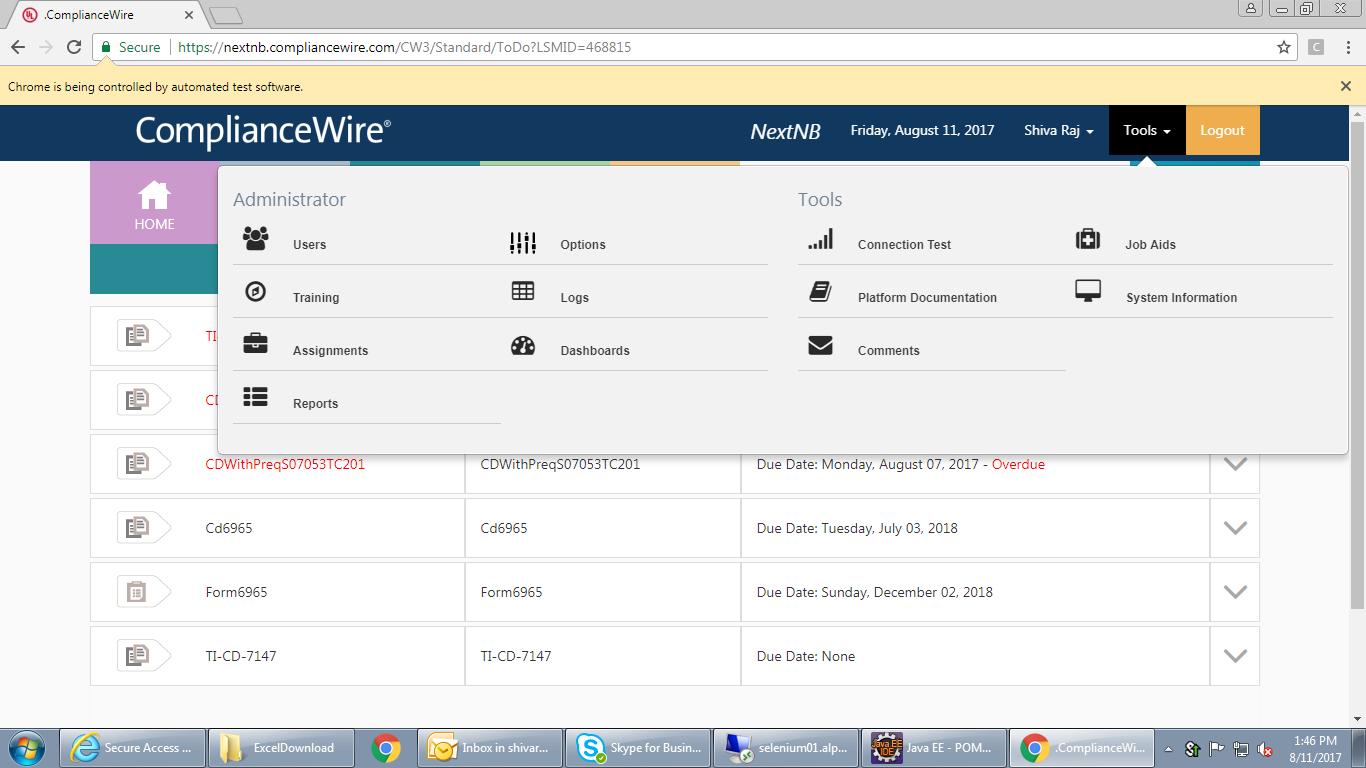 .ComplianceWire
Secure https://nextnb.compliancewire.com/CW3/Standard/ToDo?LSMID=468815
Chrome is being controlled by automated test software.
ComplianceWire® NextNB Friday, August 11, 2017 Shiva Raj Tools Logout
HOME
Administrator Tools
Users Options Connection Test Job Aids
Training Logs Platform Documentation System Information
Assignments Dashboards Comments
Reports
TI
CD
CDWithPreqS07053TC201 CDWithPreqS07053TC201 Due Date: Monday, August 07, 2017 - Overdue
Cd6965 Cd6965 Due Date: Tuesday, July 03, 2018
Form6965 Form6965 Due Date: Sunday, December 02, 2018
TI-CD-7147 TI-CD-7147 Due Date: None
Secure Access ... ExcelDownload Inbox in shivar... Skype for Busin... selenium01.alp... Java EE IDE Java EE - POM... .ComplianceWi... 1:46 PM
8/11/2017